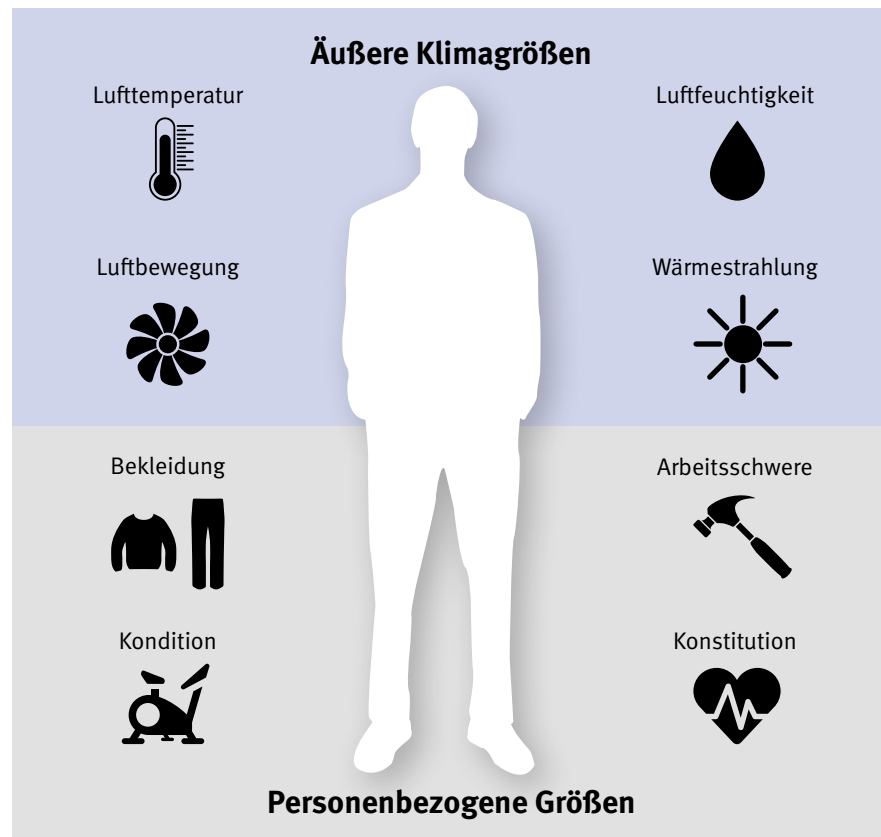 Äußere Klimagrößen
Lufttemperatur
Luftfeuchtigkeit
Luftbewegung
Wärmestrahlung
Bekleidung
Arbeitsschwere
Kondition
Konstitution
Personenbezogene Größen